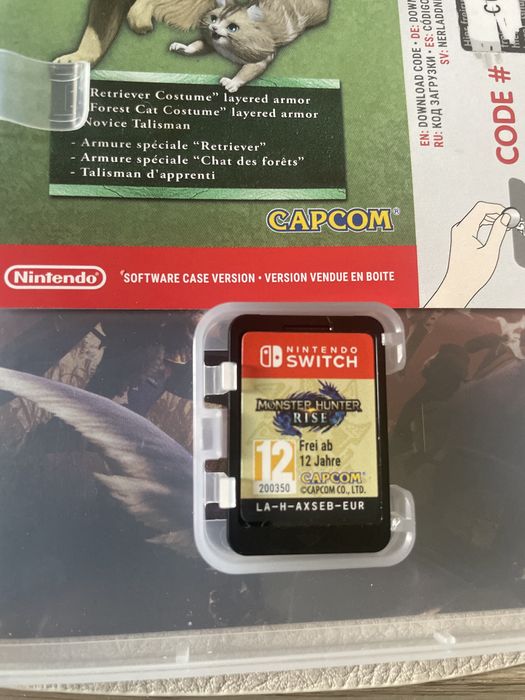 Retriever Costume" layered armor
"Forest Cat Costume" layered armor
Novice Talisman
- Armure spéciale "Retriever"
- Armure spéciale "Chat des forêts"
- Talisman d'apprenti
CAPCOM®
Nintendo®
SOFTWARE CASE VERSION • VERSION VENDUE EN BOITE
EN: DOWNLOAD CODE • DE:
RU: КОД ЗАГРУЗКИ • ES:
SV:
CODE #
NINTENDO
SWITCH
MONSTER HUNTER
RISE
12
Frei ab
12 Jahre
200350
CAPCOM®
©CAPCOM CO., LTD.
LA-H-AXSEB-EUR